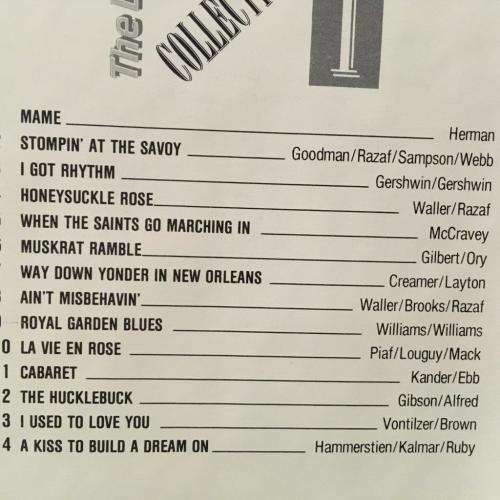 The
COLLECTI
1
MAME Herman
STOMPIN' AT THE SAVOY Goodman/Razaf/Sampson/Webb
I GOT RHYTHM Gershwin/Gershwin
HONEYSUCKLE ROSE Waller/Razaf
WHEN THE SAINTS GO MARCHING IN McCravey
MUSKRAT RAMBLE Gilbert/Ory
WAY DOWN YONDER IN NEW ORLEANS Creamer/Layton
AIN'T MISBEHAVIN' Waller/Brooks/Razaf
ROYAL GARDEN BLUES Williams/Williams
0 LA VIE EN ROSE Piaf/Louguy/Mack
1 CABARET Kander/Ebb
2 THE HUCKLEBUCK Gibson/Alfred
3 I USED TO LOVE YOU Vontilzer/Brown
4 A KISS TO BUILD A DREAM ON Hammerstien/Kalmar/Ruby